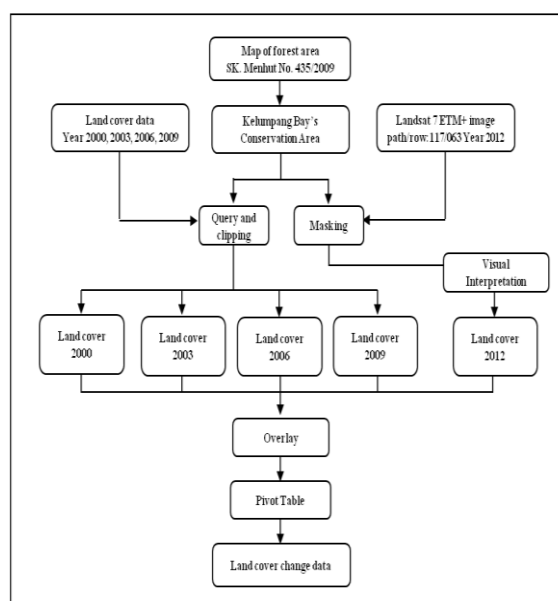 Map of forest area
SK. Menhut No. 435/2009
Land cover data
Year 2000, 2003, 2006, 2009
Kelumpang Bay's
Conservation Area
Landsat 7 ETM+ image
path/row:117/063 Year 2012
Query and
clipping
Masking
Visual
Interpretation
Land cover
2000
Land cover
2003
Land cover
2006
Land cover
2009
Land cover
2012
Overlay
Pivot Table
Land cover change data